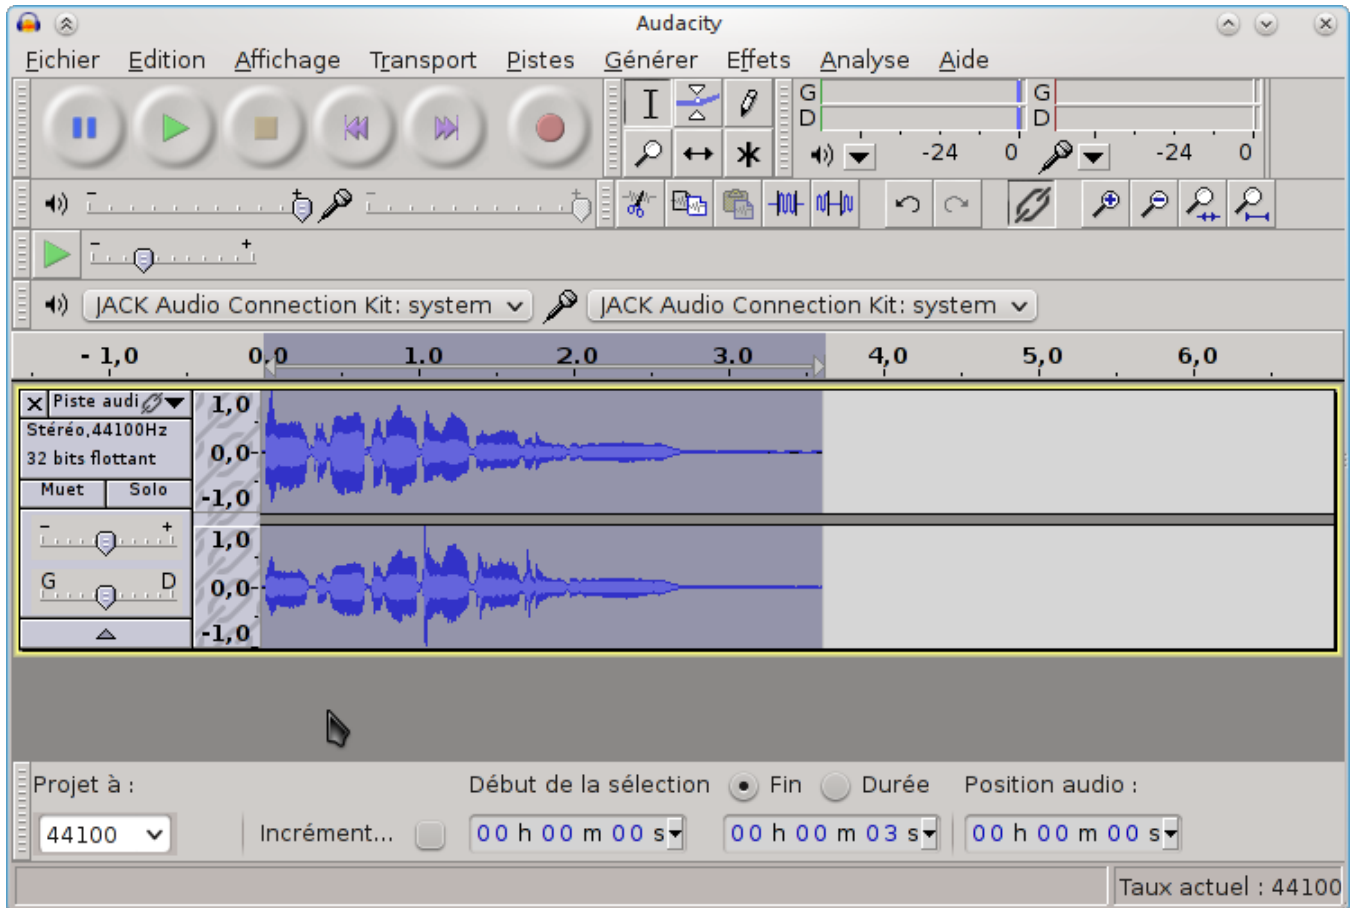 Audacity
Fichier Edition Affichage Transport Pistes Générer Effets Analyse Aide
G G
D D
-24 0 -24 0
- + - +
- +
JACK Audio Connection Kit: system JACK Audio Connection Kit: system
- 1,0 0,0 1.0 2.0 3.0 4,0 5,0 6,0
X Piste audi 1,0
Stéréo,44100Hz
32 bits flottant 0,0-
Muet Solo -1,0
- + 1,0
G D 0,0-
-1,0
Projet à : Début de la sélection Fin Durée Position audio :
44100 Incrément... 00 h 00 m 00 s 00 h 00 m 03 s 00 h 00 m 00 s
Taux actuel : 44100